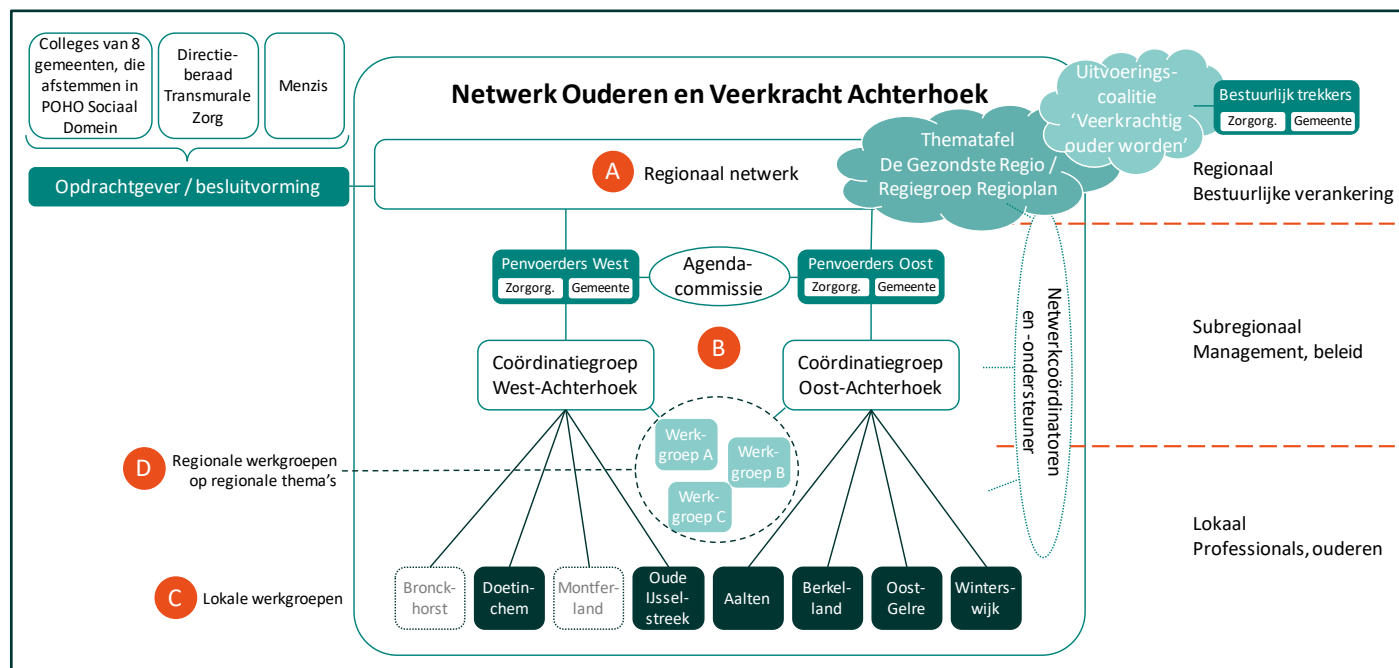 Colleges van 8
gemeenten, die
afstemmen in
POHO Sociaal
Domein
Directie-
beraad
Transmurale
Zorg
Menzis
Opdrachtgever / besluitvorming
Netwerk Ouderen en Veerkracht Achterhoek
Uitvoerings-
coalitie
‘Veerkrachtig
ouder worden’
Bestuurlijk trekkers
Zorgorg.
Gemeente
Thematafel
De Gezondste Regio /
Regiegroep Regioplan
A
Regionaal netwerk
Regionaal
Bestuurlijke verankering
Penvoerders West
Zorgorg.
Gemeente
Agenda-
commissie
Penvoerders Oost
Zorgorg.
Gemeente
Netwerkcoördinatoren
en -ondersteuner
B
Subregionaal
Management, beleid
Coördinatiegroep
West-Achterhoek
Coördinatiegroep
Oost-Achterhoek
Werk-
groep A
Werk-
groep B
Werk-
groep C
D
Regionale werkgroepen
op regionale thema’s
Lokaal
Professionals, ouderen
C
Lokale werkgroepen
Bronck-
horst
Doetin-
chem
Montfer-
land
Oude
IJssel-
streek
Aalten
Berkel-
land
Oost-
Gelre
Winters-
wijk